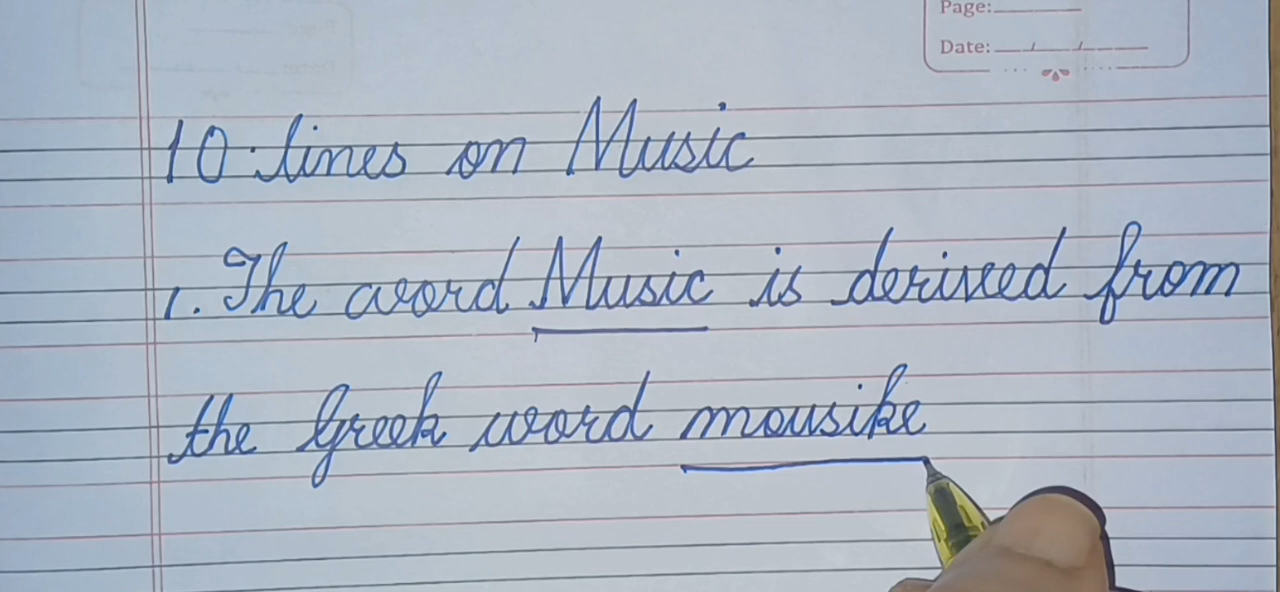 Page:
Date: / /
10 lines on Music
1. The word Music is derived from
the Greek word mousike